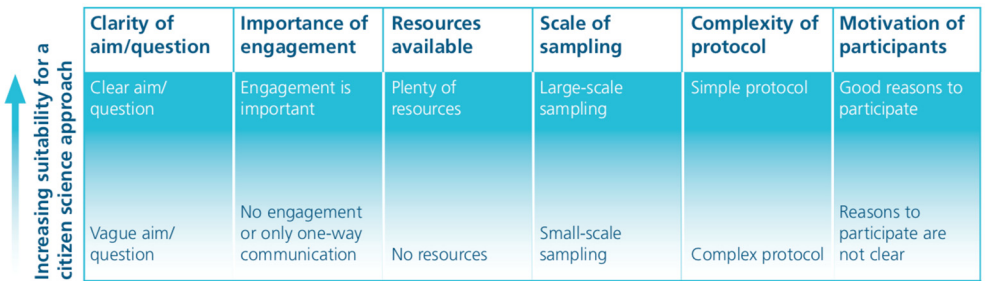 Increasing suitability for a
citizen science approach
Clarity of
aim/question
Importance of
engagement
Resources
available
Scale of
sampling
Complexity of
protocol
Motivation of
participants
Clear aim/
question
Engagement is
important
Plenty of
resources
Large-scale
sampling
Simple protocol
Good reasons to
participate
Vague aim/
question
No engagement
or only one-way
communication
No resources
Small-scale
sampling
Complex protocol
Reasons to
participate are
not clear